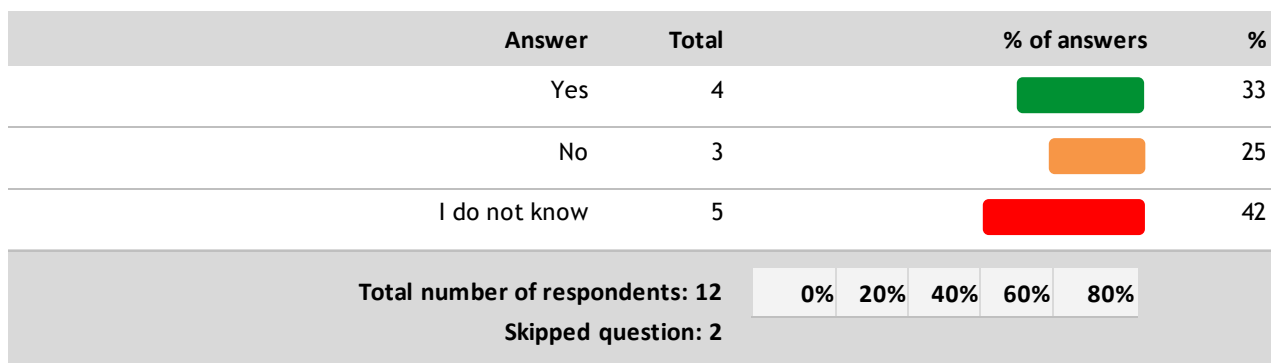 Answer Total % of answers %
Yes 4 33
No 3 25
I do not know 5 42
Total number of respondents: 12 0% 20% 40% 60% 80%
Skipped question: 2